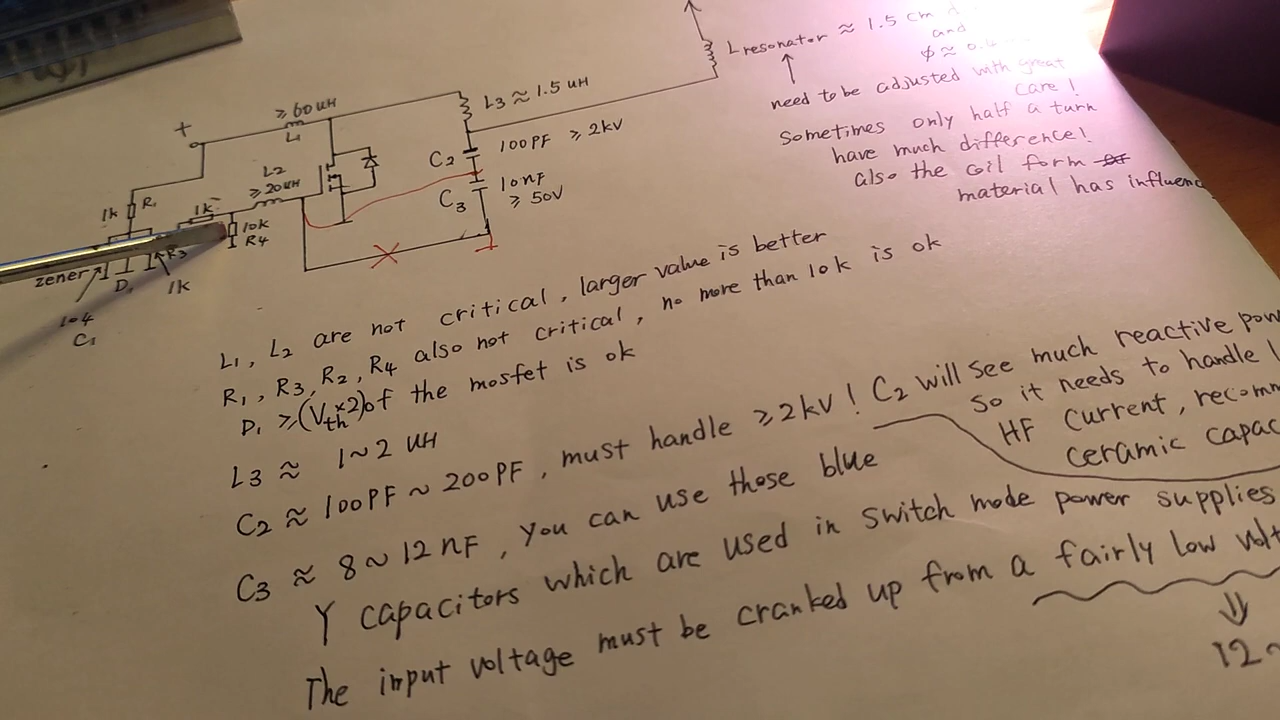 L resonator ≈ 1.5 cm d
and
ϕ ≈ 0.
need to be adjusted with great
care!
Sometimes only half a turn
have much difference!
also the coil form
material has influenc
≥ 60 uH
L1
L3 ≈ 1.5 uH
+
L2
≥ 20uH
C2
100PF ≥ 2kV
C3
10nF
≥ 50V
1k R1
1k
10k
R4
R3
1k
zener
D1
104
C1
L1, L2 are not critical, larger value is better
R1, R3, R2, R4 also not critical, no more than 10k is ok
D1 ≥ (Vth×2) of the mosfet is ok
L3 ≈ 1~2 uH
C2 ≈ 100PF ~ 200PF, must handle ≥ 2kV! C2 will see much reactive pow
so it needs to handle
HF current, recomm
ceramic capac
C3 ≈ 8~12 nF, you can use those blue
Y capacitors which are used in switch mode power supplies
The input voltage must be cranked up from a fairly low volt
⇓
12~